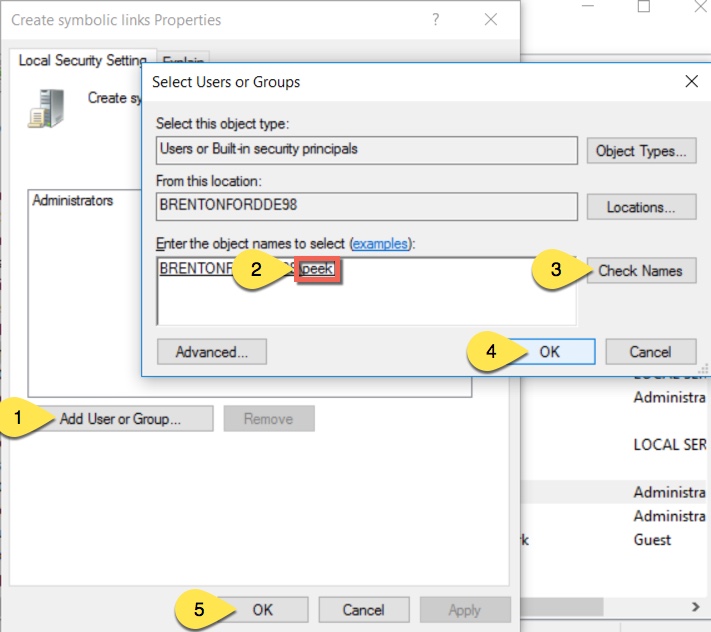 Create symbolic links Properties
?
Local Security Setting
Explain
Create sy
Administrators
1
Add User or Group...
Remove
5
OK
Cancel
Apply
Select Users or Groups
Select this object type:
Users or Built-in security principals
Object Types...
From this location:
BRENTONFORDDE98
Locations...
Enter the object names to select (examples):
2
\peek
3
Check Names
Advanced...
4
OK
Cancel
Administra
LOCAL SER
Administra
Administra
k
Guest